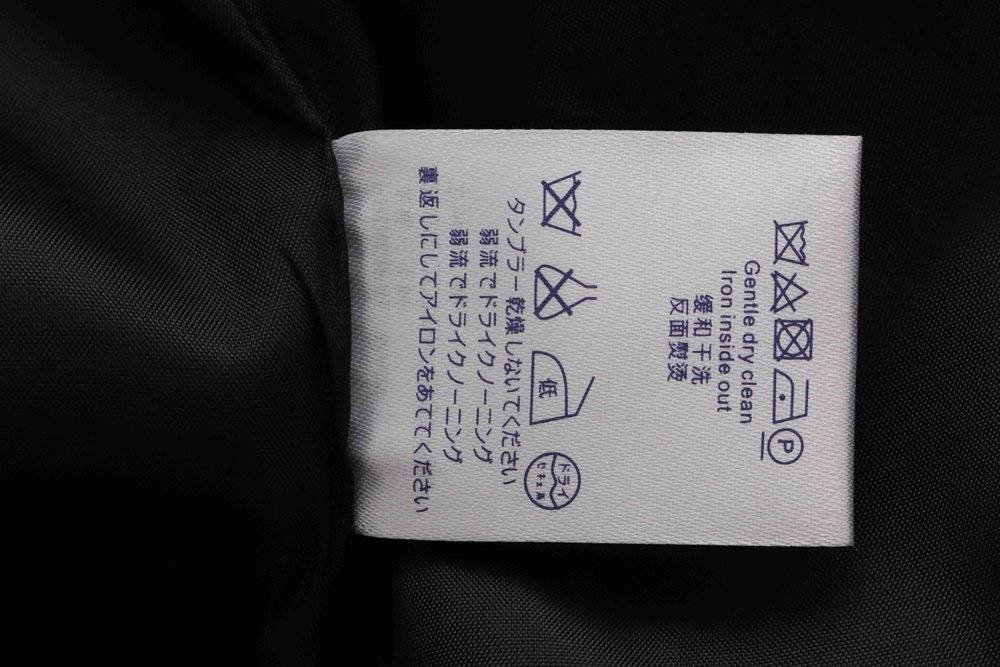 P
Gentle dry clean
Iron inside out
缓和干洗
反面熨烫
低
ドライ
タンブラー乾燥しないてください
弱流でドライクノーニング
弱流でドライクノーニング
裏返しにしてアイロンをあててください